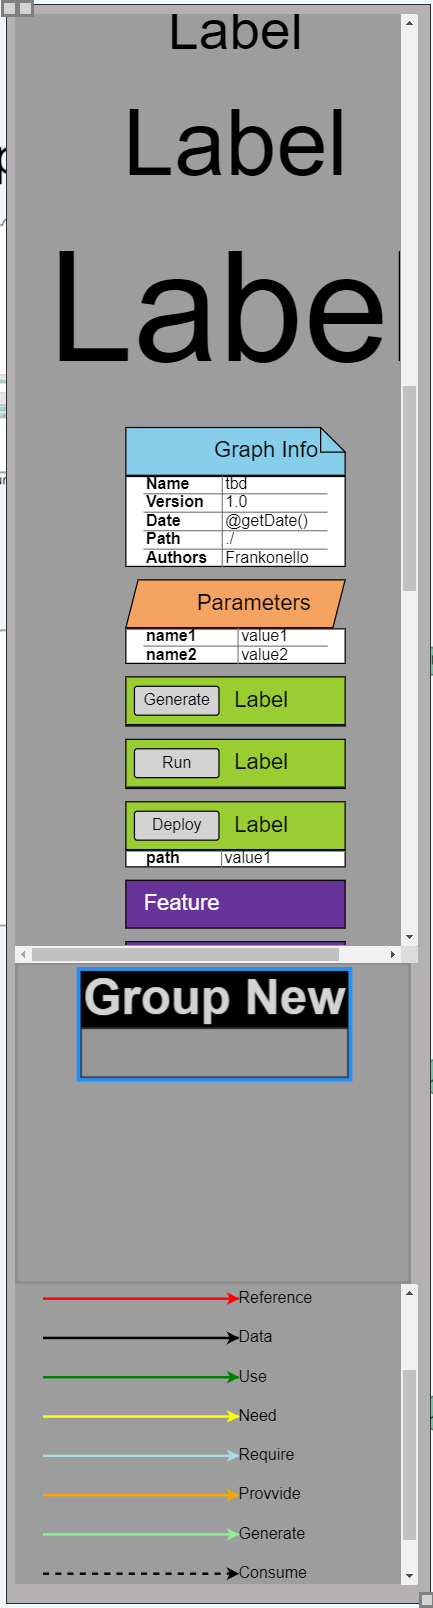 Label
Label
Label
Graph Info
Name tbd
Version 1.0
Date @getDate()
Path ./
Authors Frankonello
Parameters
name1 value1
name2 value2
Generate Label
Run Label
Deploy Label
path value1
Feature
Group New
Reference
Data
Use
Need
Require
Provvide
Generate
Consume